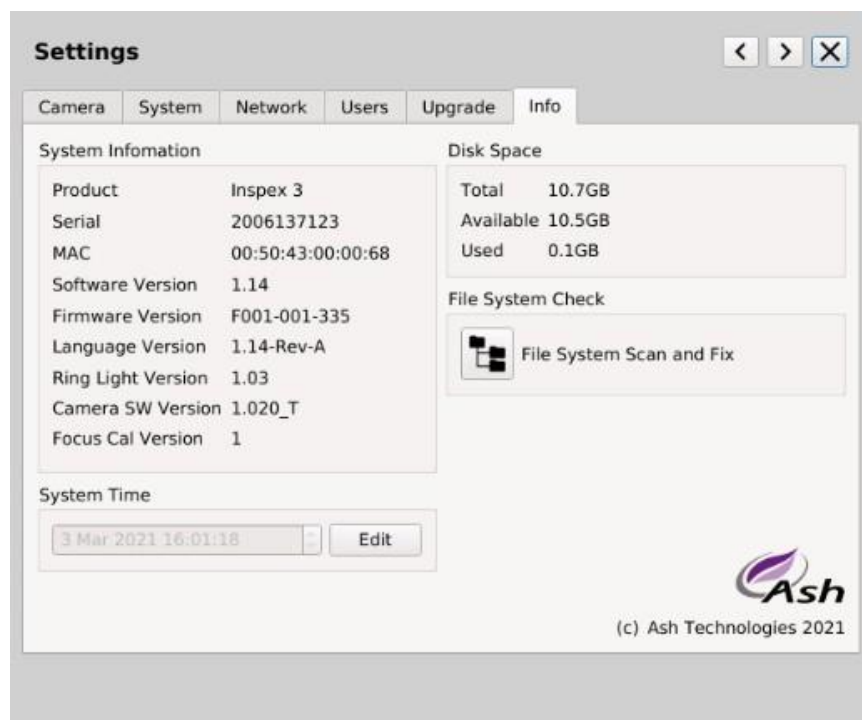 Settings
Camera System Network Users Upgrade Info
System Infomation
Product Inspex 3
Serial 2006137123
MAC 00:50:43:00:00:68
Software Version 1.14
Firmware Version F001-001-335
Language Version 1.14-Rev-A
Ring Light Version 1.03
Camera SW Version 1.020_T
Focus Cal Version 1
System Time
3 Mar 2021 16:01:18 Edit
Disk Space
Total 10.7GB
Available 10.5GB
Used 0.1GB
File System Check
File System Scan and Fix
Ash
(c) Ash Technologies 2021